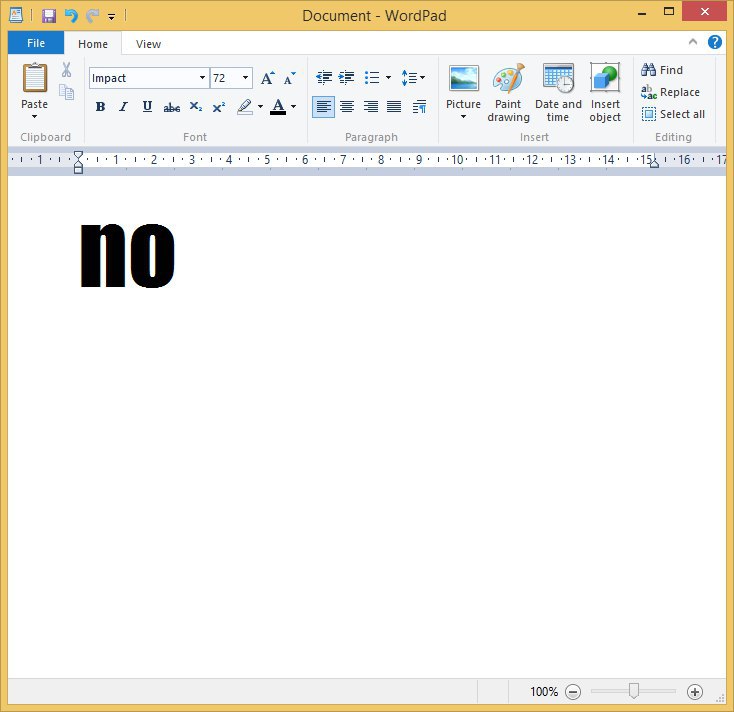 Document - WordPad
File Home View
Impact 72
Paste
B I U abc X₂ X²
A
Picture
Paint drawing
Date and time
Insert object
Find
Replace
Select all
Clipboard Font Paragraph Insert Editing
1 1 2 3 4 5 6 7 8 9 10 11 12 13 14 15 16 17
no
100%